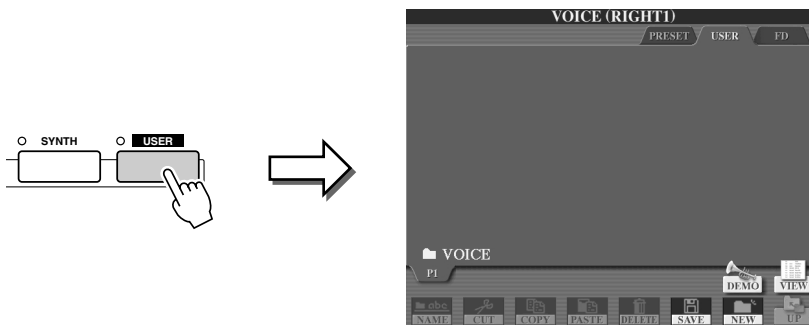 SYNTH USER
VOICE (RIGHT1)
PRESET USER FD
VOICE
P1
DEMO VIEW
abc
NAME CUT COPY PASTE DELETE SAVE NEW UP